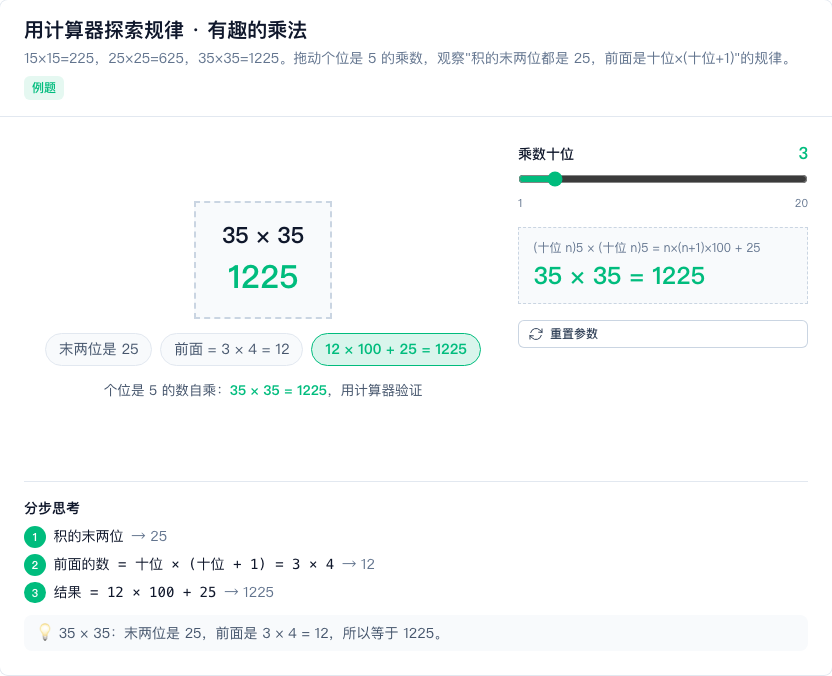 用计算器探索规律 · 有趣的乘法
15×15=225，25×25=625，35×35=1225。拖动个位是 5 的乘数，观察"积的末两位都是 25，前面是十位×(十位+1)"的规律。
例题
35 × 35
1225
末两位是 25
前面 = 3 × 4 = 12
12 × 100 + 25 = 1225
个位是 5 的数自乘：35 × 35 = 1225，用计算器验证
乘数十位
3
1
20
(十位 n)5 × (十位 n)5 = n×(n+1)×100 + 25
35 × 35 = 1225
重置参数
分步思考
1 积的末两位 → 25
2 前面的数 = 十位 × (十位 + 1) = 3 × 4 → 12
3 结果 = 12 × 100 + 25 → 1225
35 × 35：末两位是 25，前面是 3 × 4 = 12，所以等于 1225。